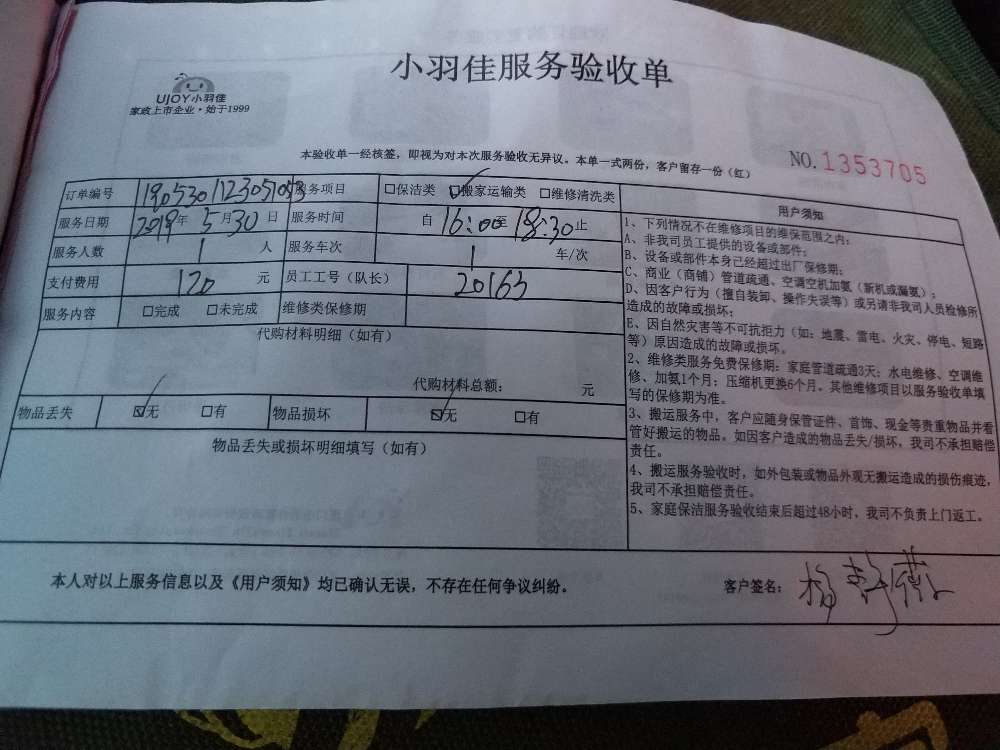 小羽佳服务验收单
UJOY小羽佳
家政上市企业·始于1999
本验收单一经核签，即视为对本次服务验收无异议。本单一式两份，客户留存一份（红）
NO.1353705
订单编号 服务项目 □保洁类 ☑搬家运输类 □维修清洗类
服务日期 2019年5月30日 服务时间 自16:00至18:30止
服务人数 1人 服务车次 1车/次
支付费用 120元 员工工号（队长） 20163
服务内容 □完成 □未完成 维修类保修期
代购材料明细（如有）
代购材料总额： 元
物品丢失 ☑无 □有 物品损坏 ☑无 □有
物品丢失或损坏明细填写（如有）
用户须知
1、下列情况不在维修项目的维保范围之内：
A、非我司员工提供的设备或部件；
B、设备或部件本身已经超过出厂保修期；
C、商业（商铺）管道疏通、空调空机加氨（新机或漏氨）；
D、因客户行为（擅自装卸、操作失误等）或另请非我司人员检修所
造成的故障或损坏；
E、因自然灾害等不可抗拒力（如：地震、雷电、火灾、停电、短路
等）原因造成的故障或损坏。
2、维修类服务免费保修期：家庭管道疏通3天；水电维修、空调维
修、加氨1个月；压缩机更换6个月。其他维修项目以服务验收单填
写的保修期为准。
3、搬运服务中，客户应随身保管证件、首饰、现金等贵重物品并看
管好搬运的物品。如因客户造成的物品丢失/损坏，我司不承担赔偿
责任。
4、搬运服务验收时，如外包装或物品外观无搬运造成的损伤痕迹，
我司不承担赔偿责任。
5、家庭保洁服务验收结束后超过48小时，我司不负责上门返工。
本人对以上服务信息以及《用户须知》均已确认无误，不存在任何争议纠纷。
客户签名：